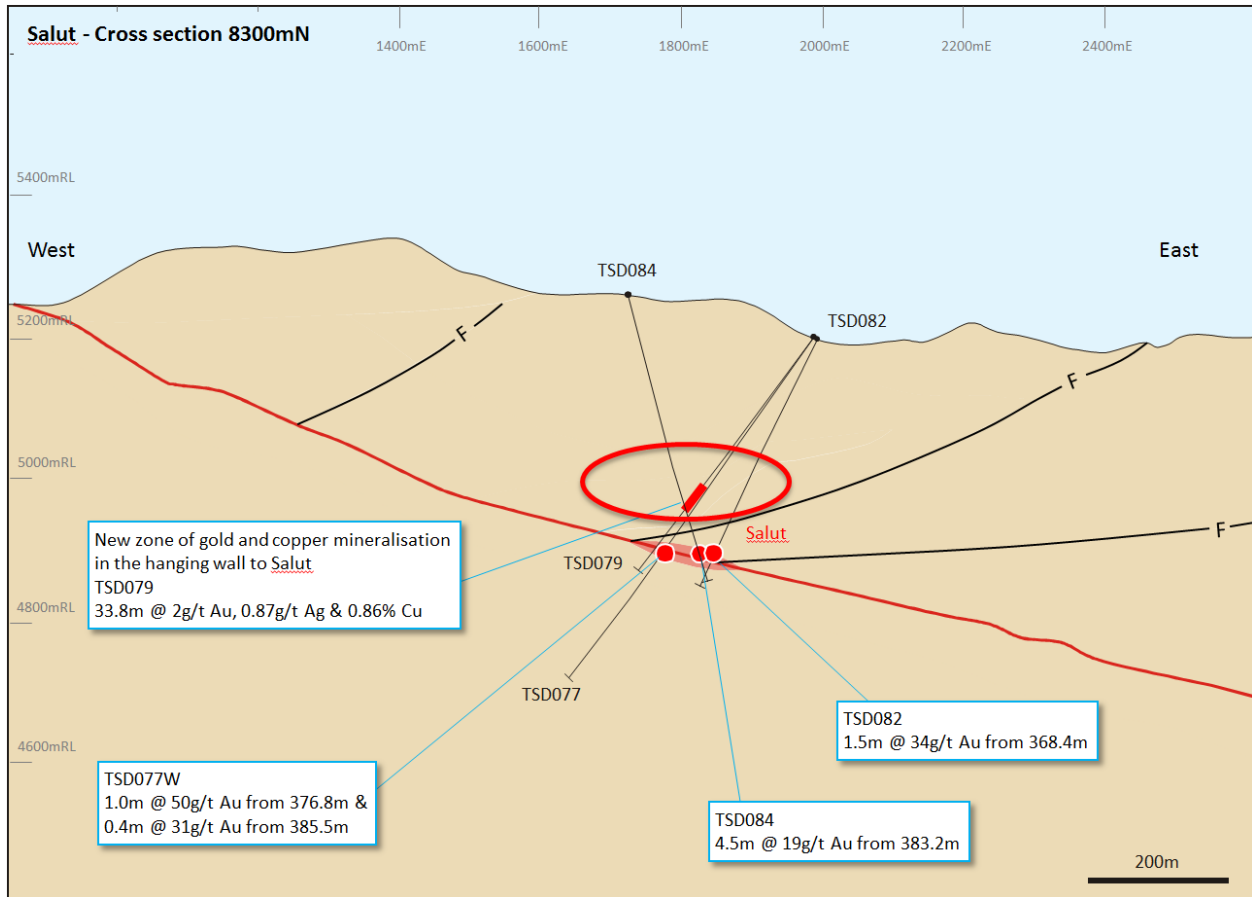 Salut - Cross section 8300mN
1400mE
1600mE
1800mE
2000mE
2200mE
2400mE
5400mRL
West
East
TSD084
TSD082
5200mRL
F
F
5000mRL
New zone of gold and copper mineralisation
in the hanging wall to Salut
TSD079
33.8m @ 2g/t Au, 0.87g/t Ag & 0.86% Cu
Salut
F
TSD079
4800mRL
TSD077
TSD082
1.5m @ 34g/t Au from 368.4m
4600mRL
TSD077W
1.0m @ 50g/t Au from 376.8m &
0.4m @ 31g/t Au from 385.5m
TSD084
4.5m @ 19g/t Au from 383.2m
200m